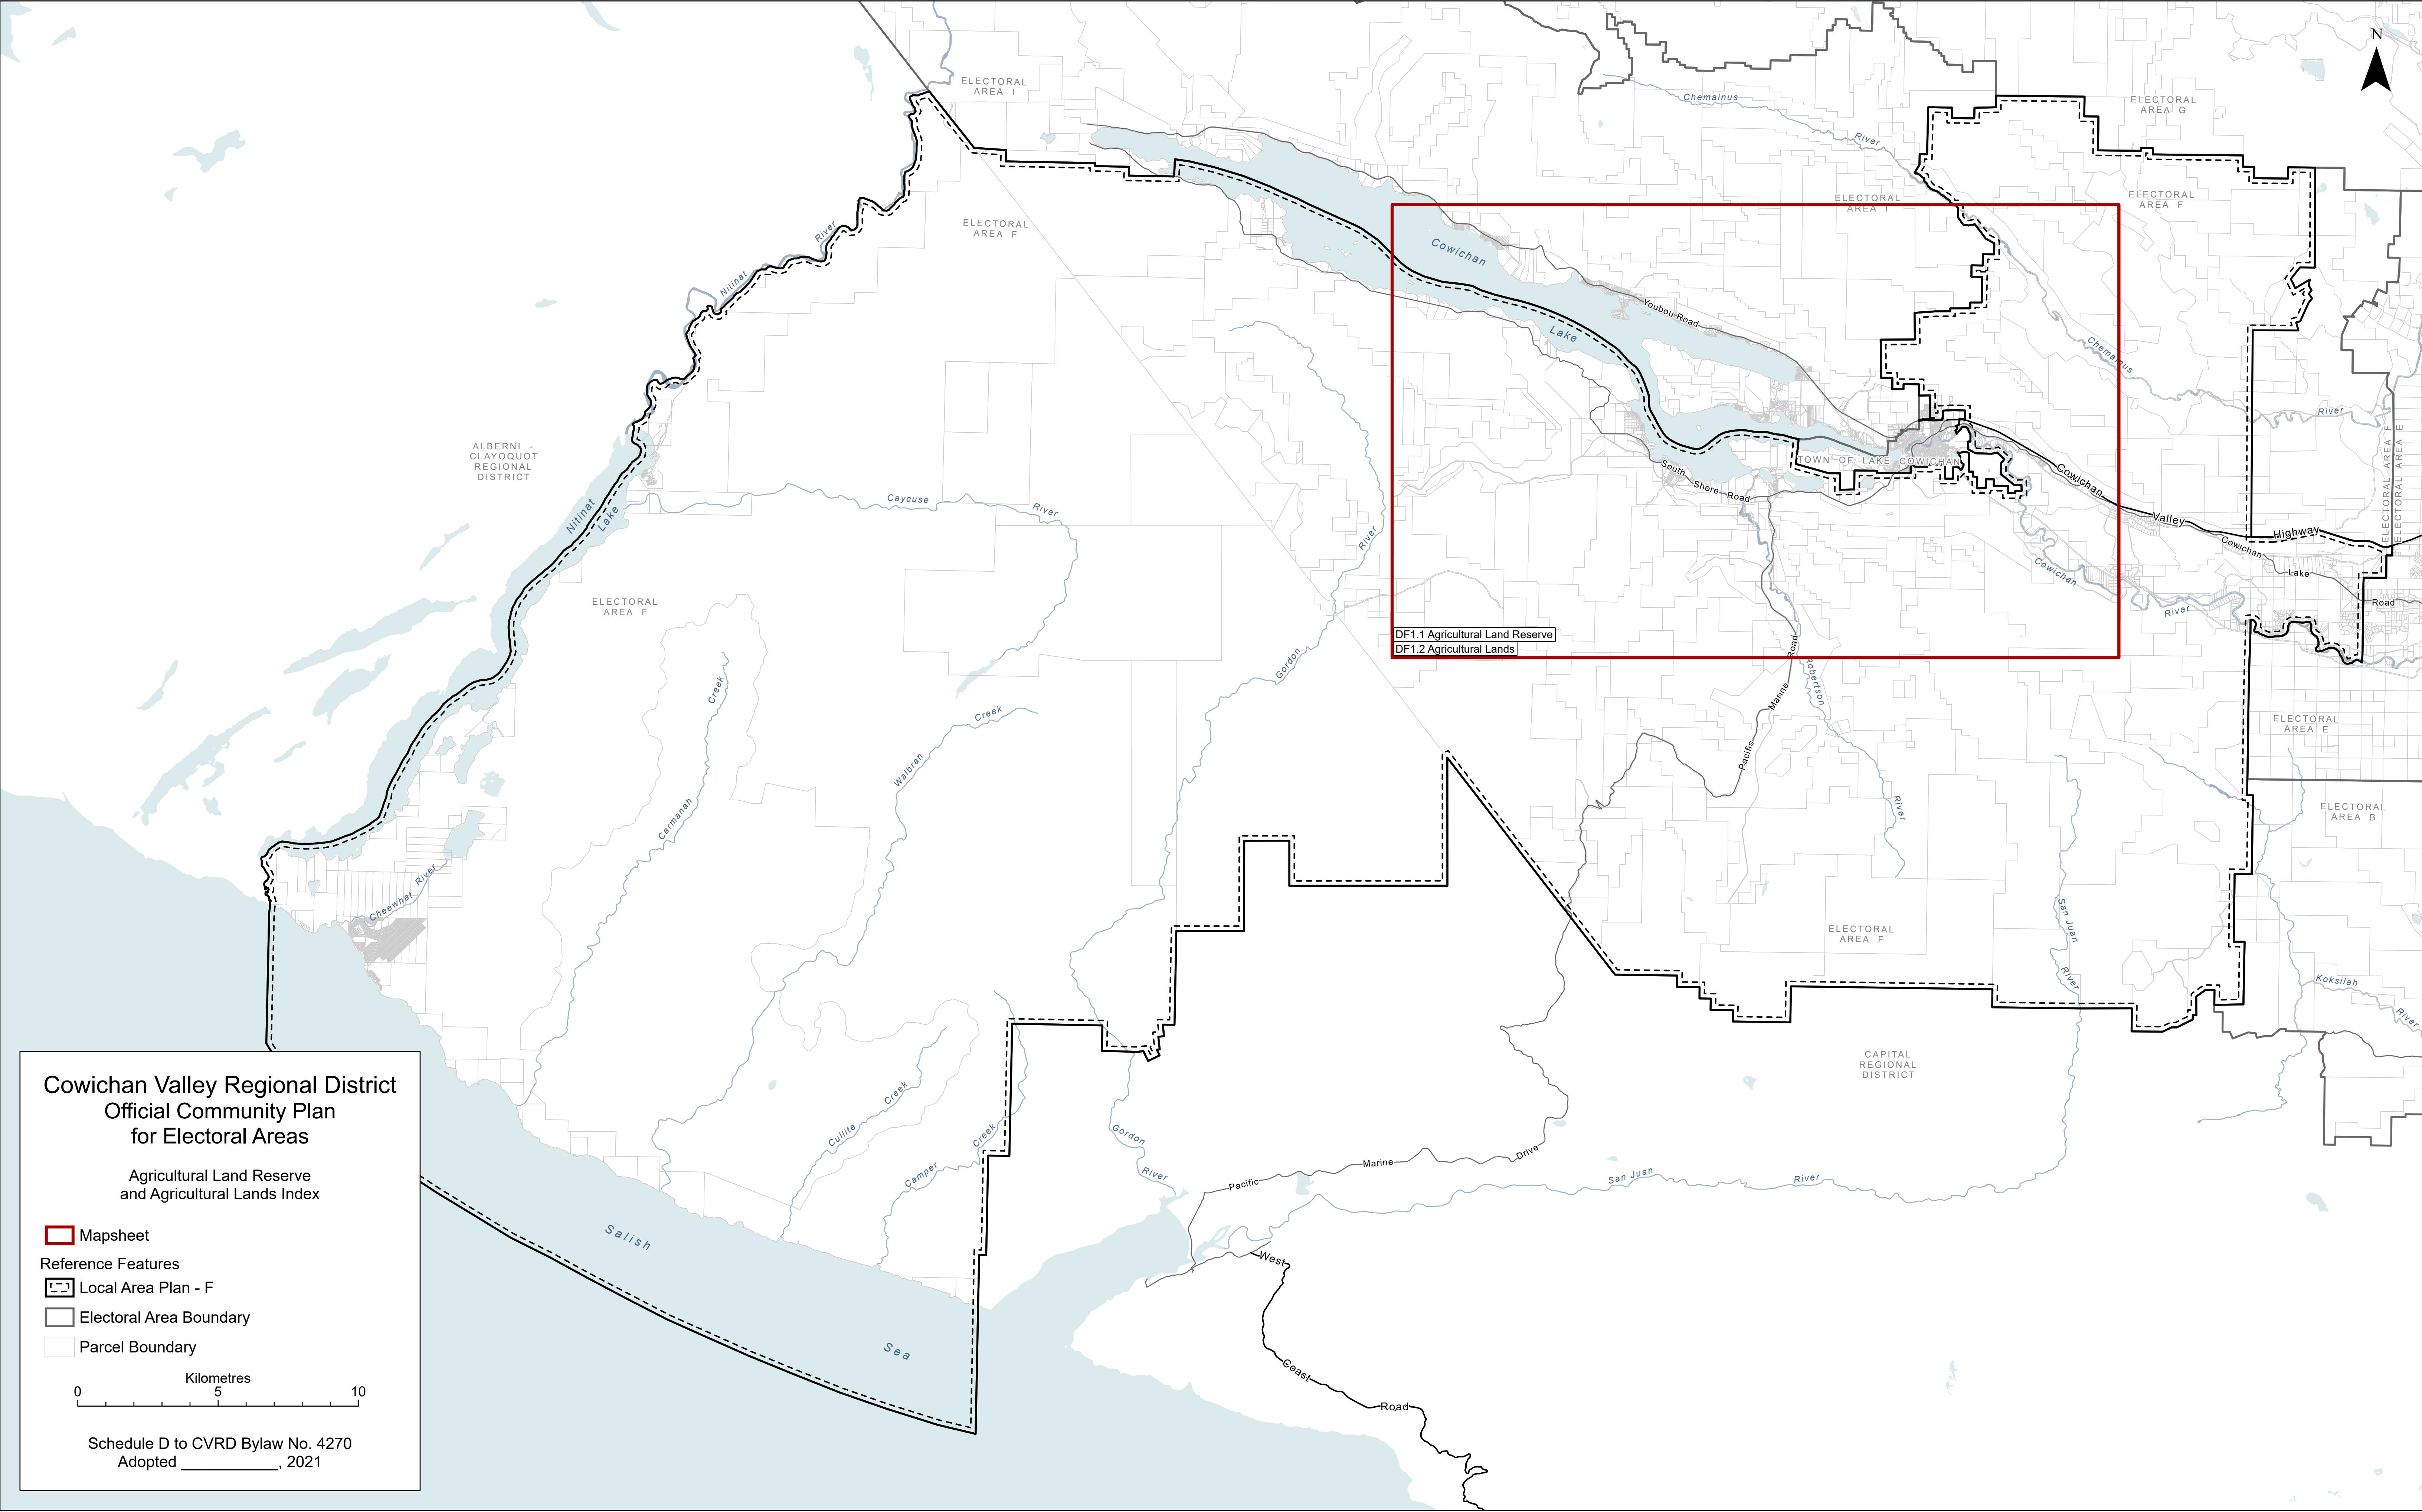 N
ELECTORAL
AREA I
Chemainus
River
ELECTORAL
AREA G
ELECTORAL
AREA F
ELECTORAL
AREA I
ELECTORAL
AREA F
River
Nitinat
Cowichan
Lake
Youbou Road
Chemainus
River
ELECTORAL AREA F
ELECTORAL AREA E
ALBERNI -
CLAYOQUOT
REGIONAL
DISTRICT
TOWN OF LAKE COWICHAN
South
Shore Road
Cowichan
Valley
Highway
Cowichan
Lake
Road
Cowichan
River
Nitinat
Lake
Caycuse
River
River
Gordon
ELECTORAL
AREA F
DF1.1 Agricultural Land Reserve
DF1.2 Agricultural Lands
Road
Marine
Pacific
Robertson
River
Creek
Carmanah
Creek
Walbran
ELECTORAL
AREA E
ELECTORAL
AREA B
Cheewhat River
ELECTORAL
AREA F
San Juan
River
Koksilah
River
CAPITAL
REGIONAL
DISTRICT
Creek
Cullite
Creek
Camper
Gordon
River
Pacific
Marine
Drive
San Juan
River
Salish
Sea
West
Coast
Road
Cowichan Valley Regional District
Official Community Plan
for Electoral Areas
Agricultural Land Reserve
and Agricultural Lands Index
Mapsheet
Reference Features
Local Area Plan - F
Electoral Area Boundary
Parcel Boundary
Kilometres
0 5 10
Schedule D to CVRD Bylaw No. 4270
Adopted ___________, 2021